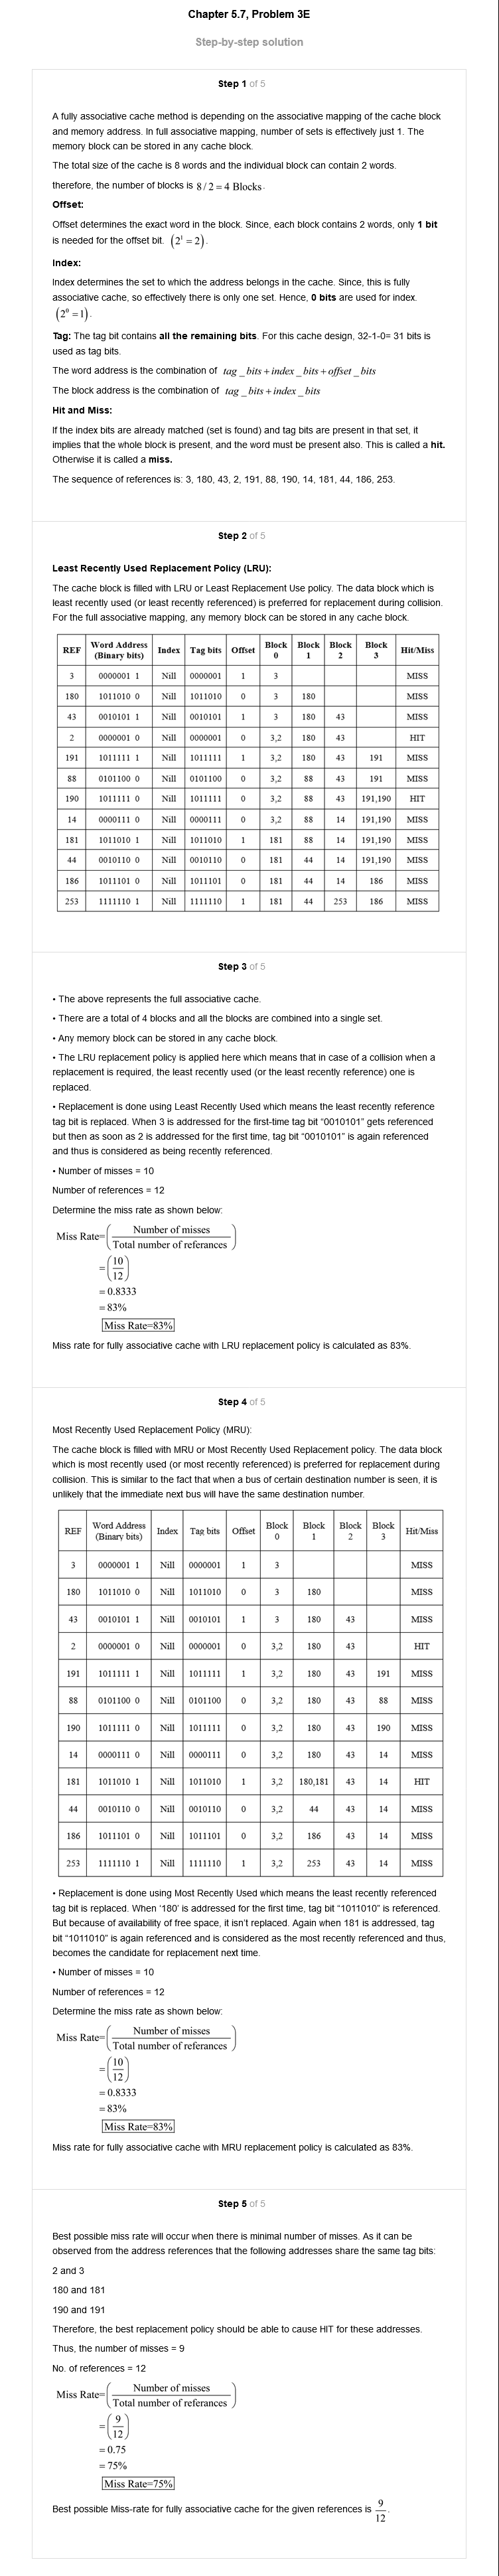 Chapter 5.7, Problem 3E
Step-by-step solution
Step 1 of 5
A fully associative cache method is depending on the associative mapping of the cache block
and memory address. In full associative mapping, number of sets is effectively just 1. The
memory block can be stored in any cache block.
The total size of the cache is 8 words and the individual block can contain 2 words.
therefore, the number of blocks is 8 / 2 = 4 Blocks.
Offset:
Offset determines the exact word in the block. Since, each block contains 2 words, only 1 bit
is needed for the offset bit. (2¹ = 2).
Index:
Index determines the set to which the address belongs in the cache. Since, this is fully
associative cache, so effectively there is only one set. Hence, 0 bits are used for index.
(2⁰ = 1).
Tag: The tag bit contains all the remaining bits. For this cache design, 32-1-0= 31 bits is
used as tag bits.
The word address is the combination of tag _ bits + index _ bits + offset _ bits
The block address is the combination of tag _ bits + index _ bits
Hit and Miss:
If the index bits are already matched (set is found) and tag bits are present in that set, it
implies that the whole block is present, and the word must be present also. This is called a hit.
Otherwise it is called a miss.
The sequence of references is: 3, 180, 43, 2, 191, 88, 190, 14, 181, 44, 186, 253.
Step 2 of 5
Least Recently Used Replacement Policy (LRU):
The cache block is filled with LRU or Least Replacement Use policy. The data block which is
least recently used (or least recently referenced) is preferred for replacement during collision.
For the full associative mapping, any memory block can be stored in any cache block.
REF Word Address (Binary bits) Index Tag bits Offset Block 0 Block 1 Block 2 Block 3 Hit/Miss
3 0000001 1 Nill 0000001 1 3 MISS
180 1011010 0 Nill 1011010 0 3 180 MISS
43 0010101 1 Nill 0010101 1 3 180 43 MISS
2 0000001 0 Nill 0000001 0 3,2 180 43 HIT
191 1011111 1 Nill 1011111 1 3,2 180 43 191 MISS
88 0101100 0 Nill 0101100 0 3,2 88 43 191 MISS
190 1011111 0 Nill 1011111 0 3,2 88 43 191,190 HIT
14 0000111 0 Nill 0000111 0 3,2 88 14 191,190 MISS
181 1011010 1 Nill 1011010 1 181 88 14 191,190 MISS
44 0010110 0 Nill 0010110 0 181 44 14 191,190 MISS
186 1011101 0 Nill 1011101 0 181 44 14 186 MISS
253 1111110 1 Nill 1111110 1 181 44 253 186 MISS
Step 3 of 5
• The above represents the full associative cache.
• There are a total of 4 blocks and all the blocks are combined into a single set.
• Any memory block can be stored in any cache block.
• The LRU replacement policy is applied here which means that in case of a collision when a
replacement is required, the least recently used (or the least recently reference) one is
replaced.
• Replacement is done using Least Recently Used which means the least recently reference
tag bit is replaced. When 3 is addressed for the first-time tag bit “0010101” gets referenced
but then as soon as 2 is addressed for the first time, tag bit “0010101” is again referenced
and thus is considered as being recently referenced.
• Number of misses = 10
Number of references = 12
Determine the miss rate as shown below:
Miss Rate=(Number of misses / Total number of referances)
=(10/12)
= 0.8333
= 83%
Miss Rate=83%
Miss rate for fully associative cache with LRU replacement policy is calculated as 83%.
Step 4 of 5
Most Recently Used Replacement Policy (MRU):
The cache block is filled with MRU or Most Recently Used Replacement policy. The data block
which is most recently used (or most recently referenced) is preferred for replacement during
collision. This is similar to the fact that when a bus of certain destination number is seen, it is
unlikely that the immediate next bus will have the same destination number.
REF Word Address (Binary bits) Index Tag bits Offset Block 0 Block 1 Block 2 Block 3 Hit/Miss
3 0000001 1 Nill 0000001 1 3 MISS
180 1011010 0 Nill 1011010 0 3 180 MISS
43 0010101 1 Nill 0010101 1 3 180 43 MISS
2 0000001 0 Nill 0000001 0 3,2 180 43 HIT
191 1011111 1 Nill 1011111 1 3,2 180 43 191 MISS
88 0101100 0 Nill 0101100 0 3,2 180 43 88 MISS
190 1011111 0 Nill 1011111 0 3,2 180 43 190 MISS
14 0000111 0 Nill 0000111 0 3,2 180 43 14 MISS
181 1011010 1 Nill 1011010 1 3,2 180,181 43 14 HIT
44 0010110 0 Nill 0010110 0 3,2 44 43 14 MISS
186 1011101 0 Nill 1011101 0 3,2 186 43 14 MISS
253 1111110 1 Nill 1111110 1 3,2 253 43 14 MISS
• Replacement is done using Most Recently Used which means the least recently referenced
tag bit is replaced. When ‘180’ is addressed for the first time, tag bit “1011010” is referenced.
But because of availability of free space, it isn’t replaced. Again when 181 is addressed, tag
bit “1011010” is again referenced and is considered as the most recently referenced and thus,
becomes the candidate for replacement next time.
• Number of misses = 10
Number of references = 12
Determine the miss rate as shown below:
Miss Rate=(Number of misses / Total number of referances)
=(10/12)
= 0.8333
= 83%
Miss Rate=83%
Miss rate for fully associative cache with MRU replacement policy is calculated as 83%.
Step 5 of 5
Best possible miss rate will occur when there is minimal number of misses. As it can be
observed from the address references that the following addresses share the same tag bits:
2 and 3
180 and 181
190 and 191
Therefore, the best replacement policy should be able to cause HIT for these addresses.
Thus, the number of misses = 9
No. of references = 12
Miss Rate=(Number of misses / Total number of referances)
=(9/12)
= 0.75
= 75%
Miss Rate=75%
Best possible Miss-rate for fully associative cache for the given references is 9/12.